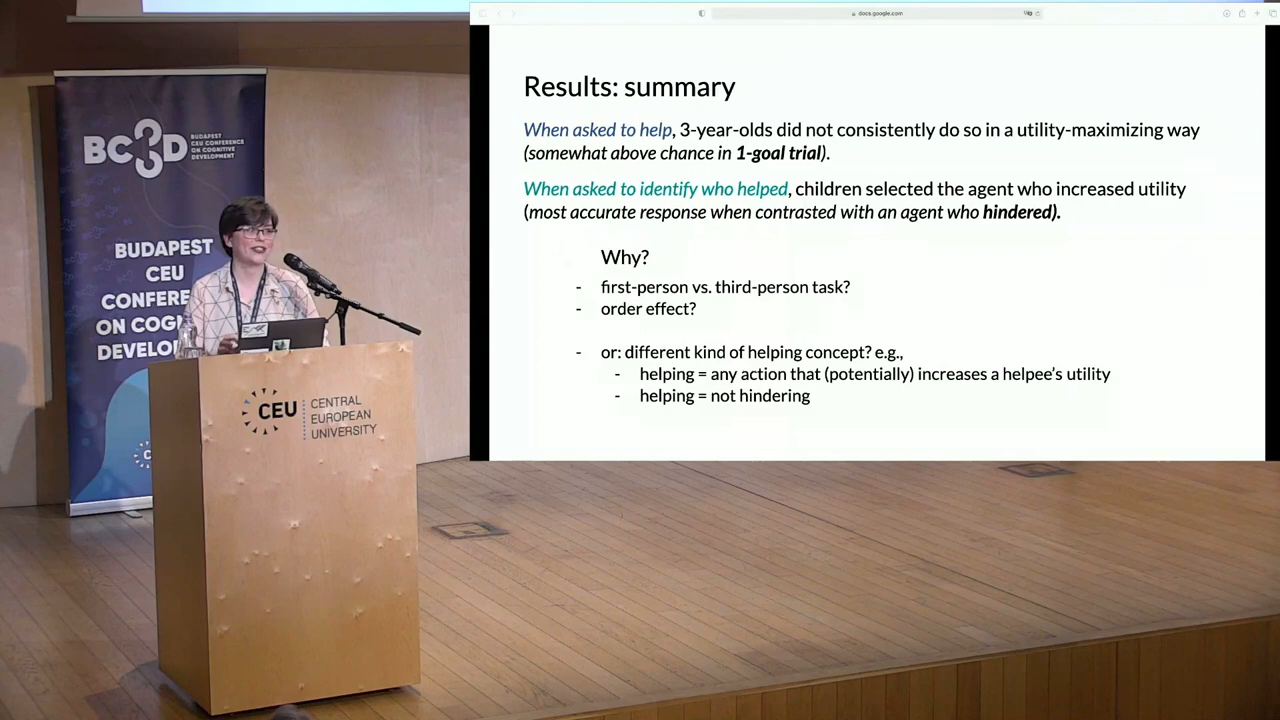 docs.google.com
Results: summary
When asked to help, 3-year-olds did not consistently do so in a utility-maximizing way
(somewhat above chance in 1-goal trial).
When asked to identify who helped, children selected the agent who increased utility
(most accurate response when contrasted with an agent who hindered).
Why?
- first-person vs. third-person task?
- order effect?
- or: different kind of helping concept? e.g.,
- helping = any action that (potentially) increases a helpee's utility
- helping = not hindering
BC3D
BUDAPEST
CEU CONFERENCE
ON COGNITIVE
DEVELOPMENT
BUDAPEST
CEU
CONFERE
ON COG
DEVELO
CEU
CENTRAL
EUROPEAN
UNIVERSITY